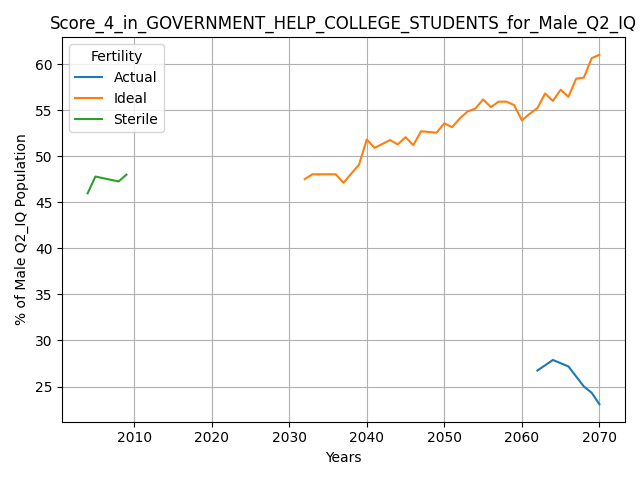 Score_4_in_GOVERNMENT_HELP_COLLEGE_STUDENTS_for_Male_Q2_IQ
Fertility
Actual
Ideal
Sterile
% of Male Q2_IQ Population
60
55
50
45
40
35
30
25
2010 2020 2030 2040 2050 2060 2070
Years